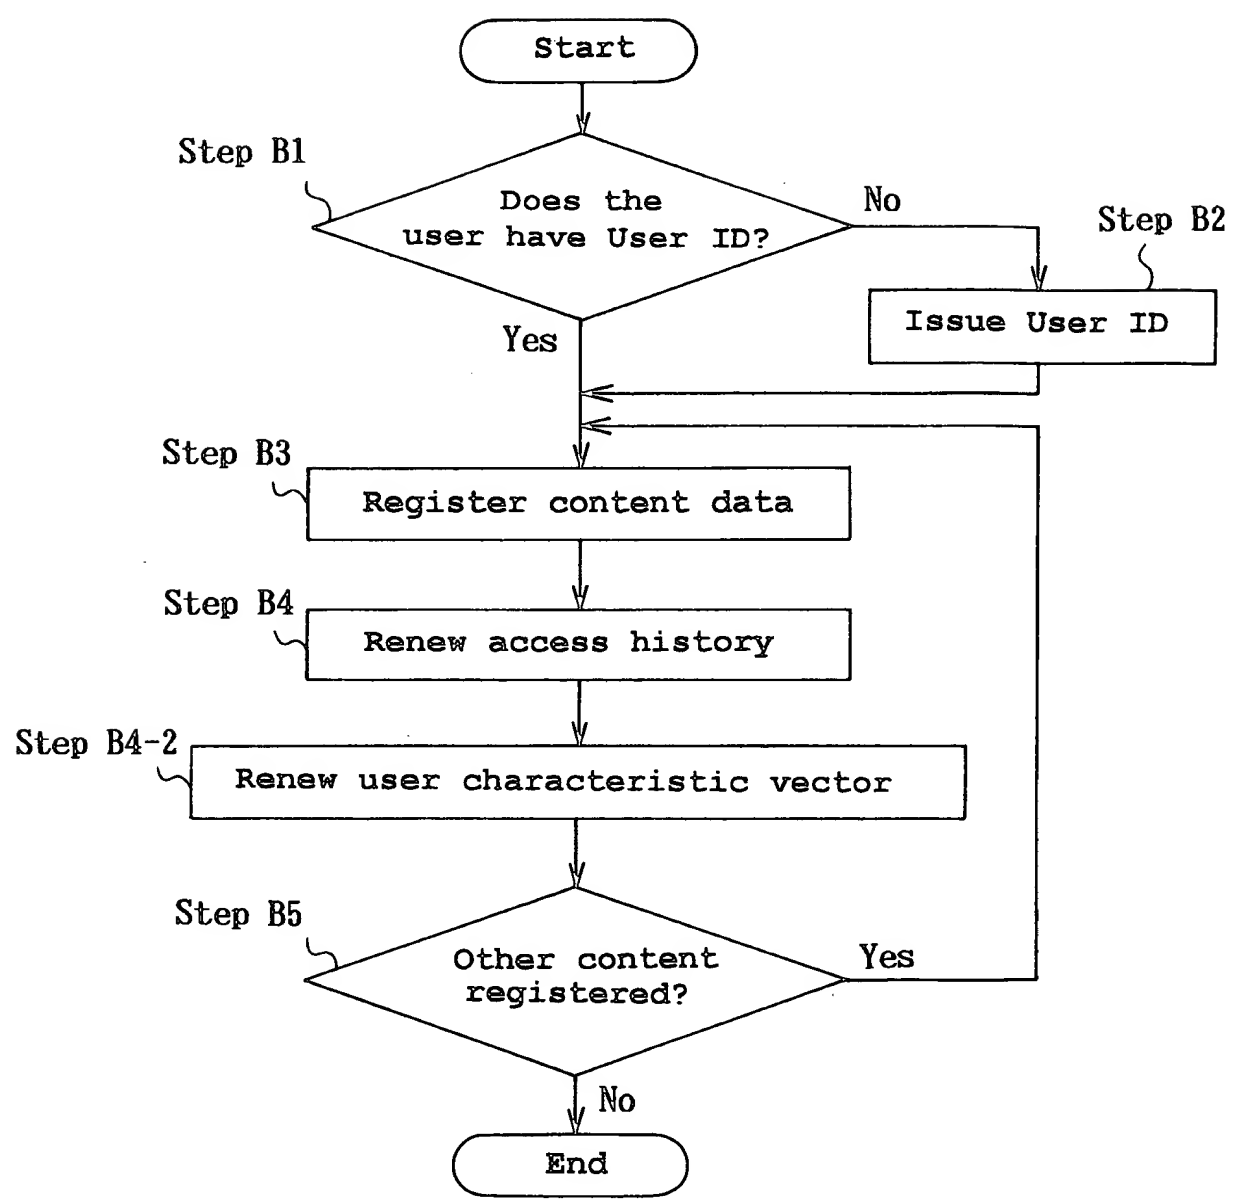 Start
Step B1
Does the
user have User ID?
No
Step B2
Issue User ID
Yes
Step B3
Register content data
Step B4
Renew access history
Step B4-2
Renew user characteristic vector
Step B5
Other content
registered?
Yes
No
End